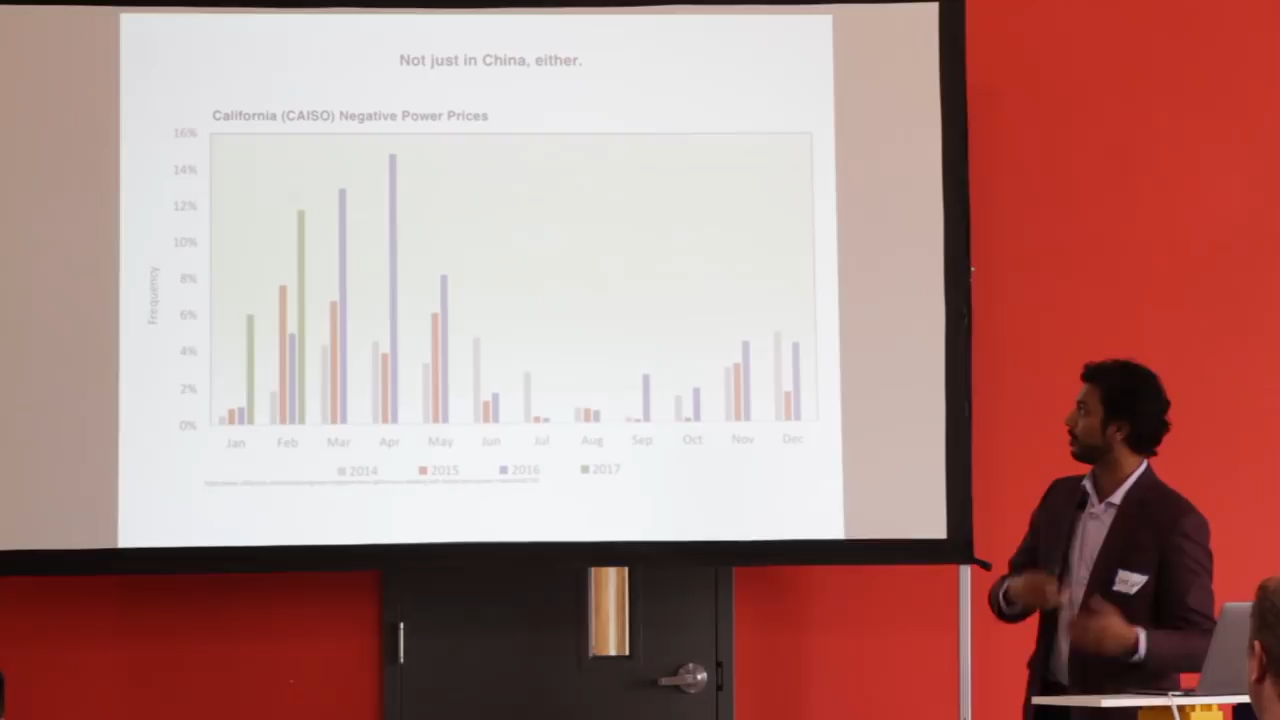 Not just in China, either.
California (CAISO) Negative Power Prices
16%
14%
12%
10%
8%
6%
4%
2%
0%
Frequency
Jan Feb Mar Apr May Jun Jul Aug Sep Oct Nov Dec
2014 2015 2016 2017